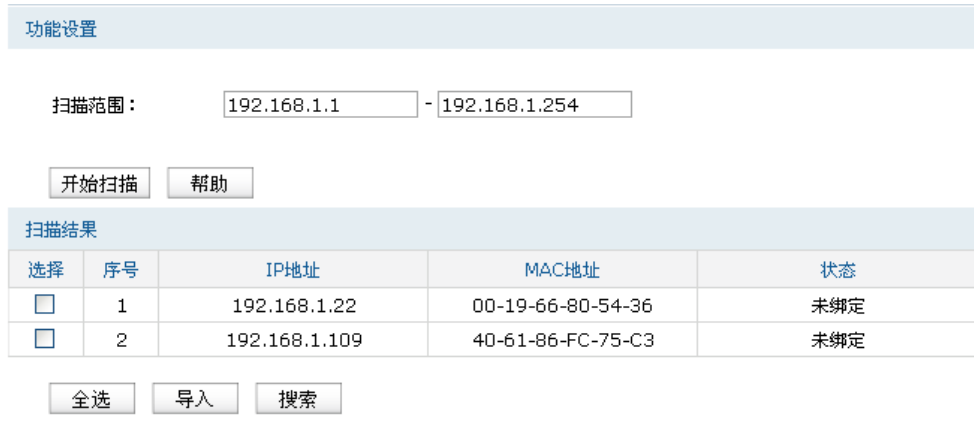 功能设置
扫描范围： 192.168.1.1 - 192.168.1.254
开始扫描 帮助
扫描结果
选择 序号 IP地址 MAC地址 状态
1 192.168.1.22 00-19-66-80-54-36 未绑定
2 192.168.1.109 40-61-86-FC-75-C3 未绑定
全选 导入 搜索